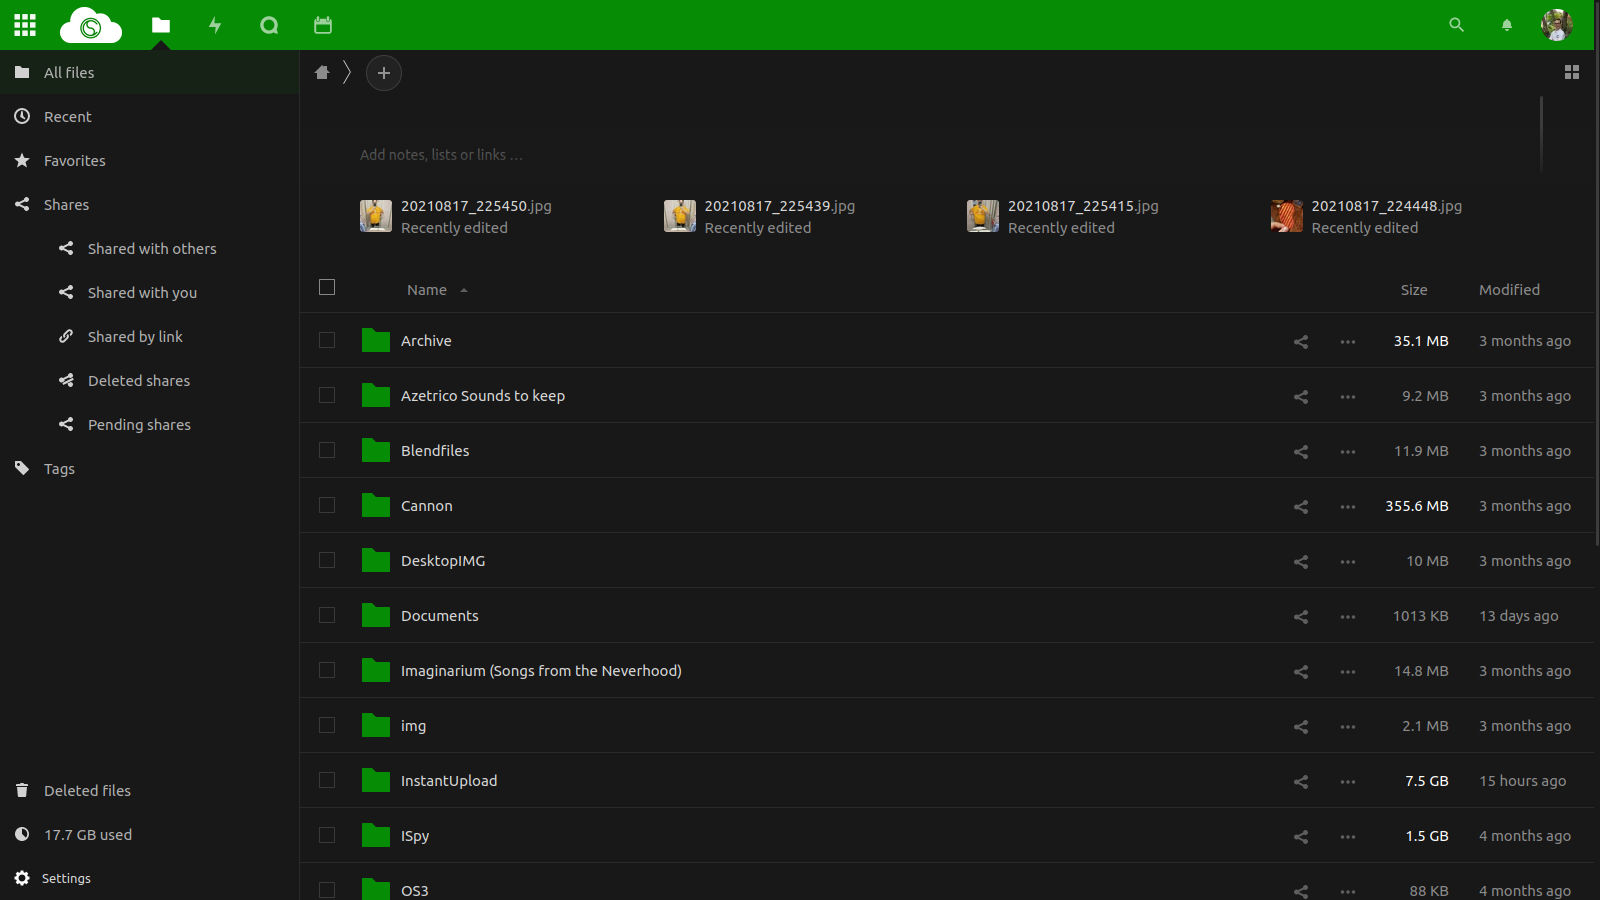 All files
Recent
Favorites
Shares
Shared with others
Shared with you
Shared by link
Deleted shares
Pending shares
Tags
Deleted files
17.7 GB used
Settings
Add notes, lists or links ...
20210817_225450.jpg
Recently edited
20210817_225439.jpg
Recently edited
20210817_225415.jpg
Recently edited
20210817_224448.jpg
Recently edited
Name Size Modified
Archive 35.1 MB 3 months ago
Azetrico Sounds to keep 9.2 MB 3 months ago
Blendfiles 11.9 MB 3 months ago
Cannon 355.6 MB 3 months ago
DesktopIMG 10 MB 3 months ago
Documents 1013 KB 13 days ago
Imaginarium (Songs from the Neverhood) 14.8 MB 3 months ago
img 2.1 MB 3 months ago
InstantUpload 7.5 GB 15 hours ago
ISpy 1.5 GB 4 months ago
OS3 88 KB 4 months ago